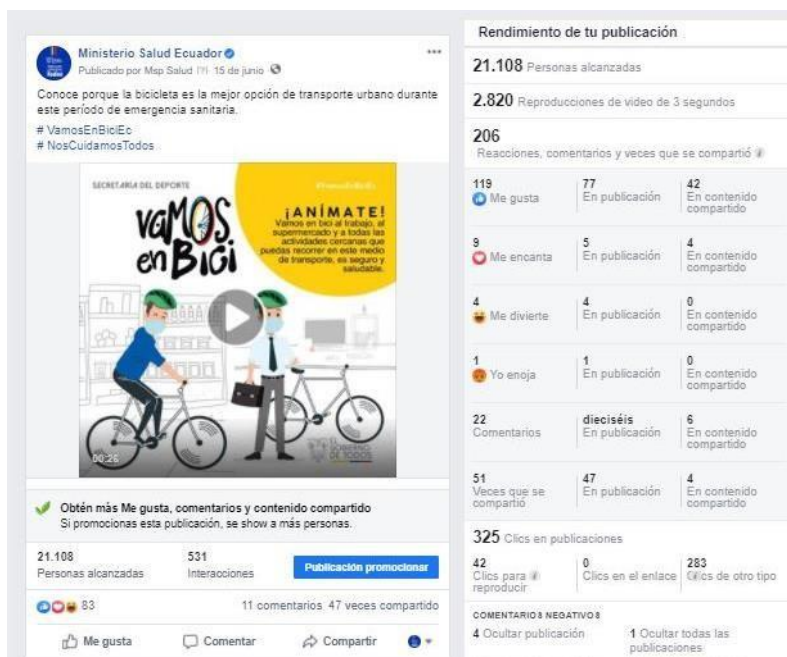 Ministerio Salud Ecuador
Publicado por Msp Salud [?] · 15 de junio ·
Conoce porque la bicicleta es la mejor opción de transporte urbano durante
este período de emergencia sanitaria.
# VamosEnBiciEc
# NosCuidamosTodos
SECRETARÍA DEL DEPORTE
#VamosEnBiciEc
VAMOS
en BICI
¡ANÍMATE!
Vamos en bici al trabajo, al
supermercado y a todas las
actividades cercanas que
puedas recorrer en este medio
de transporte, es seguro y
saludable.
00:26
EL
GOBIERNO
DE TODOS
Obtén más Me gusta, comentarios y contenido compartido
Si promocionas esta publicación, se show a más personas.
21.108
Personas alcanzadas
531
Interacciones
Publicación promocionar
83
11 comentarios 47 veces compartido
Me gusta
Comentar
Compartir
Rendimiento de tu publicación
21.108 Personas alcanzadas
2.820 Reproducciones de video de 3 segundos
206
Reacciones, comentarios y veces que se compartió
119
Me gusta
77
En publicación
42
En contenido
compartido
9
Me encanta
5
En publicación
4
En contenido
compartido
4
Me divierte
4
En publicación
0
En contenido
compartido
1
Yo enoja
1
En publicación
0
En contenido
compartido
22
Comentarios
dieciséis
En publicación
6
En contenido
compartido
51
Veces que se
compartió
47
En publicación
4
En contenido
compartido
325 Clics en publicaciones
42
Clics para
reproducir
0
Clics en el enlace
283
Clics de otro tipo
COMENTARIOS NEGATIVOS
4 Ocultar publicación
1 Ocultar todas las
publicaciones